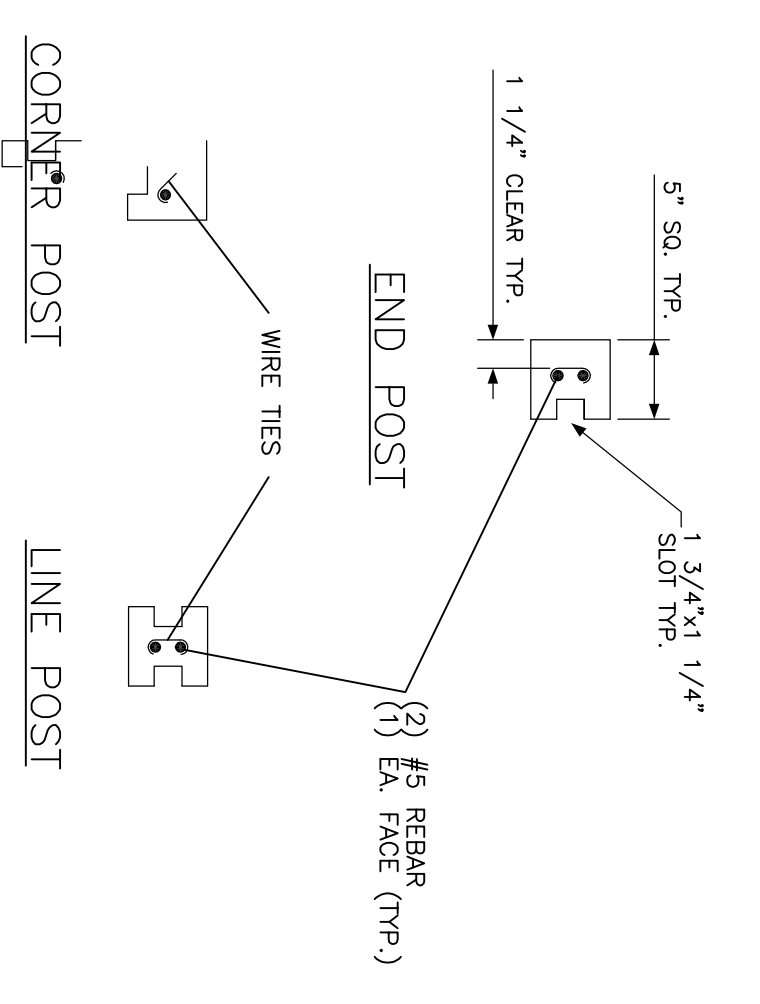 5" SQ. TYP.
1 3/4"x1 1/4"
SLOT TYP.
1 1/4" CLEAR TYP.
END POST
(2) #5 REBAR
(1) EA. FACE (TYP.)
WIRE TIES
CORNER POST
LINE POST